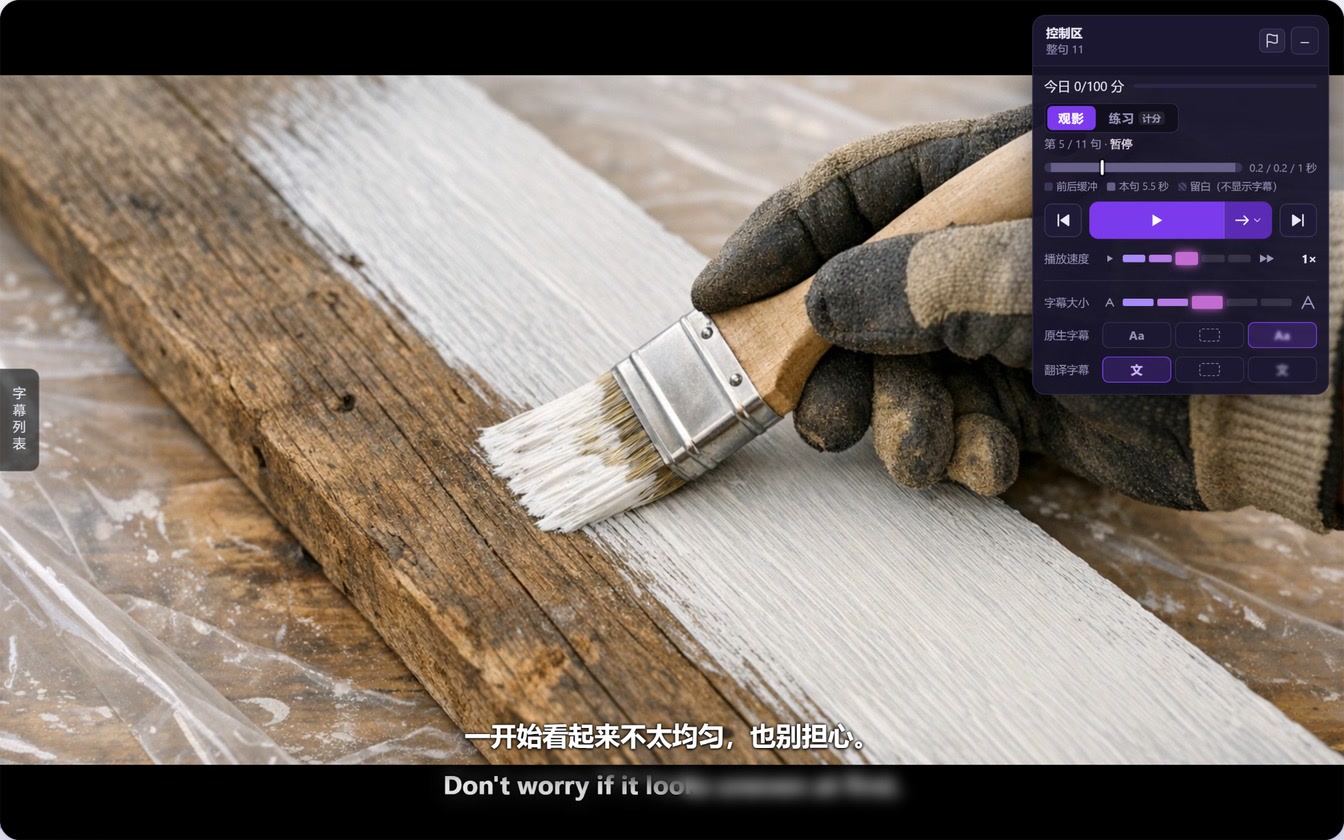 控制区
整句 11
今日 0/100 分
观影 练习 计分
第 5 / 11 句 · 暂停
0.2 / 0.2 / 1 秒
前后缓冲 本句 5.5 秒 留白（不显示字幕）
播放速度 1×
字幕大小 A A
原生字幕 Aa Aa
翻译字幕 文 文
字幕列表
一开始看起来不太均匀，也别担心。
Don't worry if it loo